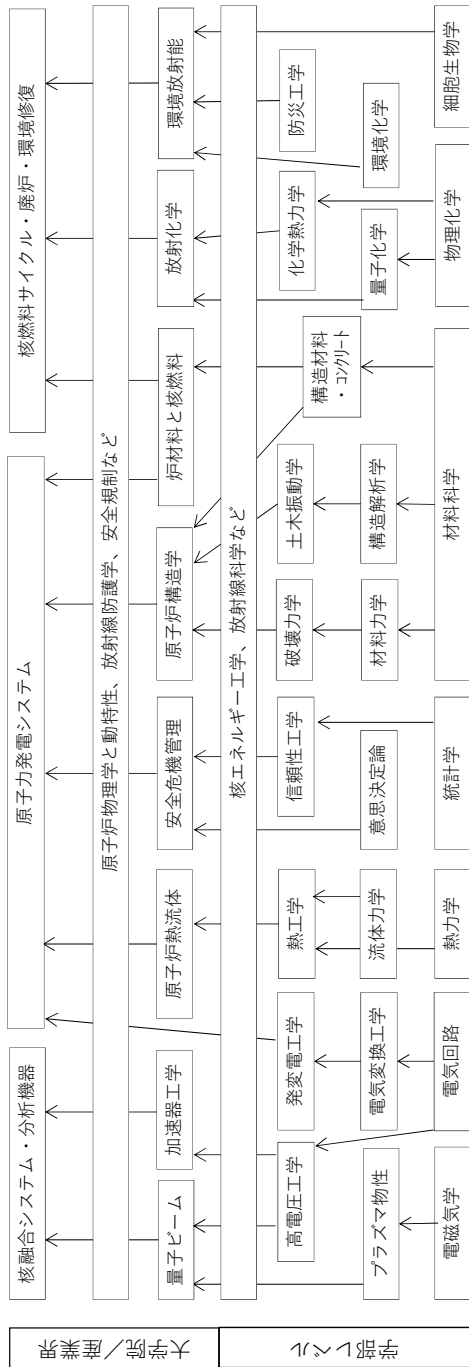 核融合システム・分析機器
原子力発電システム
核燃料サイクル・廃炉・環境修復
原子炉物理学と動特性、放射線防護学、安全規制など
量子ビーム
加速器工学
原子炉熱流体
安全危機管理
原子炉構造学
炉材料と核燃料
放射化学
環境放射能
核エネルギー工学、放射線科学など
高電圧工学
発変電工学
熱工学
信頼性工学
破壊力学
土木振動学
構造材料
・コンクリート
化学熱力学
防災工学
プラズマ物性
電気変換工学
流体力学
意思決定論
材料力学
構造解析学
量子化学
環境化学
電磁気学
電気回路
熱力学
統計学
材料科学
物理化学
細胞生物学
大学院／産業界
学部レベル